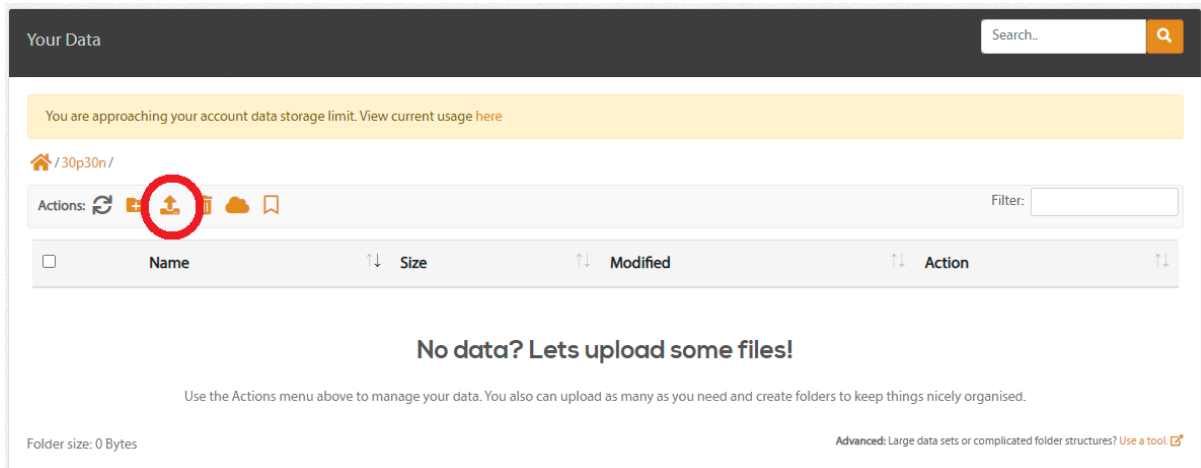 Your Data
Search..
You are approaching your account data storage limit. View current usage here
/ 30p30n /
Actions:
Filter:
Name Size Modified Action
No data? Lets upload some files!
Use the Actions menu above to manage your data. You also can upload as many as you need and create folders to keep things nicely organised.
Folder size: 0 Bytes
Advanced: Large data sets or complicated folder structures? Use a tool.